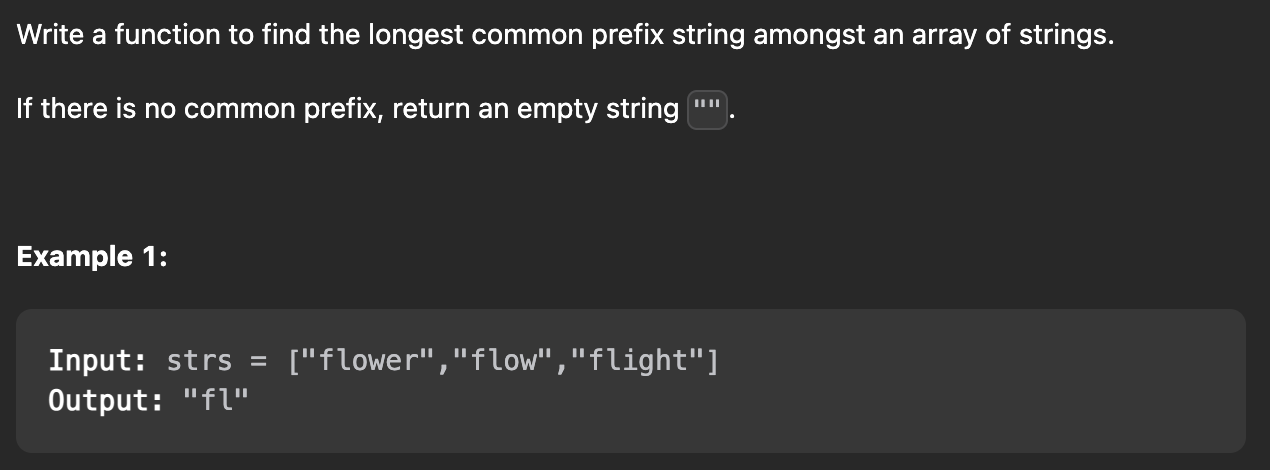 Write a function to find the longest common prefix string amongst an array of strings.
If there is no common prefix, return an empty string "".
Example 1:
Input: strs = ["flower","flow","flight"]
Output: "fl"